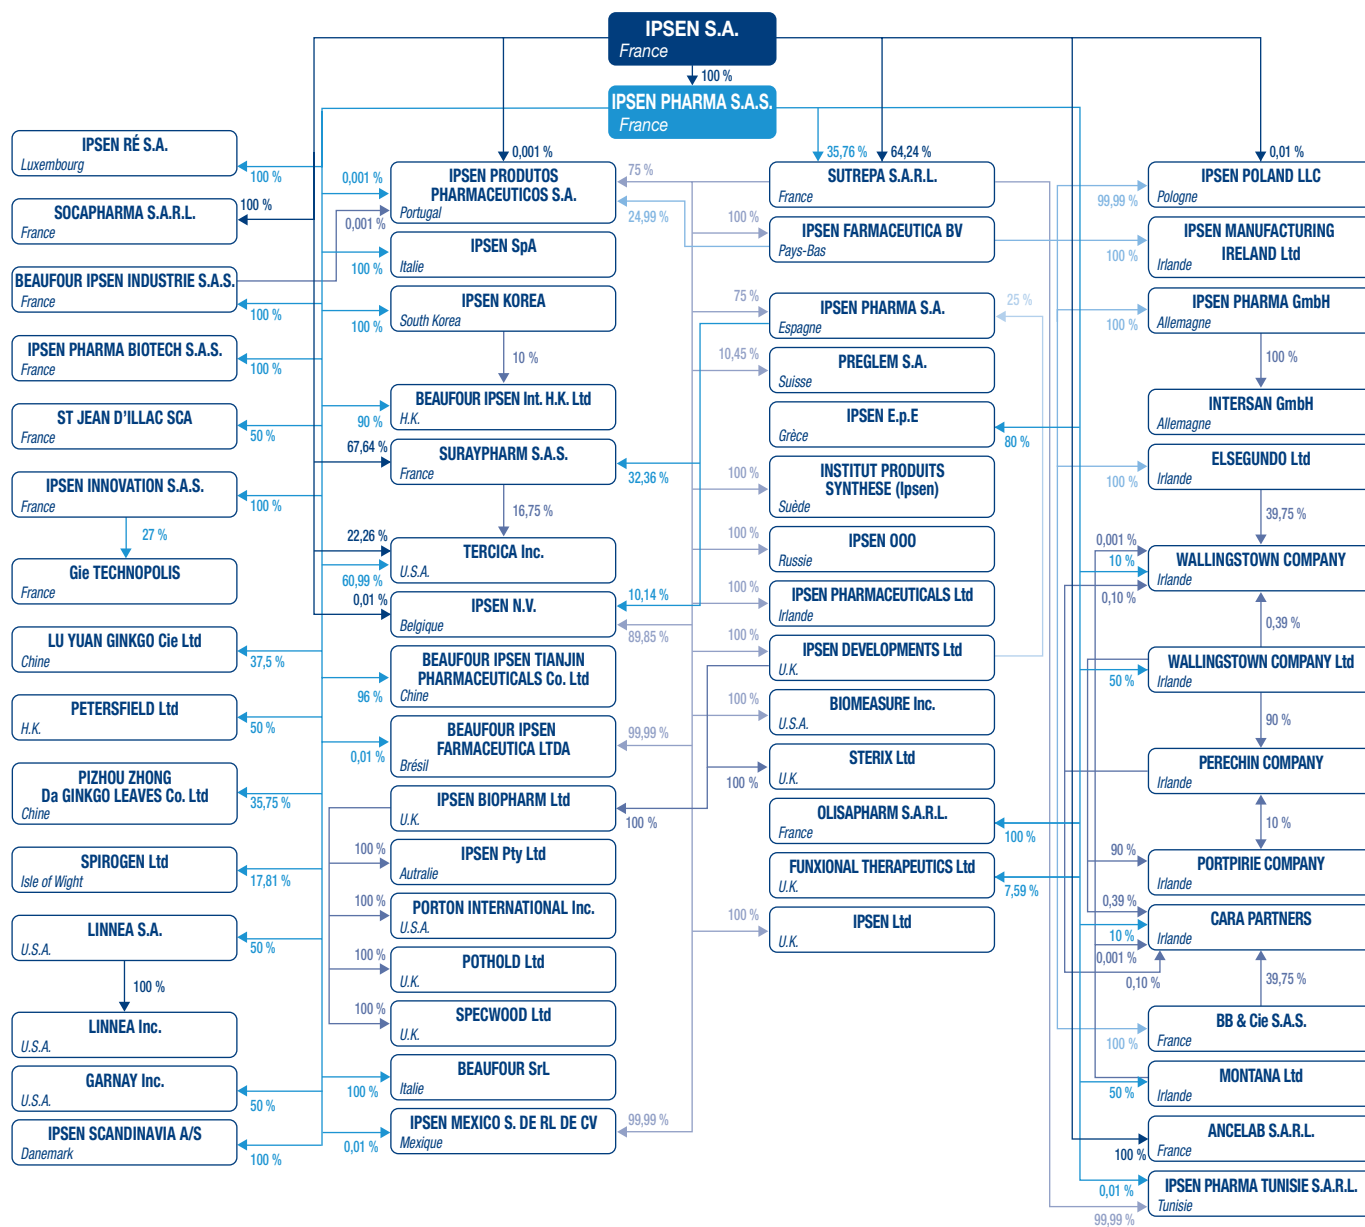 IPSEN S.A.
France
100 %
IPSEN PHARMA S.A.S.
France
IPSEN RÉ S.A.
Luxembourg
100 %
SOCAPHARMA S.A.R.L.
France
100 %
BEAUFOUR IPSEN INDUSTRIE S.A.S.
France
100 %
IPSEN PHARMA BIOTECH S.A.S.
France
100 %
ST JEAN D'ILLAC SCA
France
50 %
IPSEN INNOVATION S.A.S.
France
100 %
27 %
Gie TECHNOPOLIS
France
LU YUAN GINKGO Cie Ltd
Chine
37,5 %
PETERSFIELD Ltd
H.K.
50 %
PIZHOU ZHONG
Da GINKGO LEAVES Co. Ltd
Chine
35,75 %
SPIROGEN Ltd
Isle of Wight
17,81 %
LINNEA S.A.
U.S.A.
50 %
100 %
LINNEA Inc.
U.S.A.
GARNAY Inc.
U.S.A.
50 %
IPSEN SCANDINAVIA A/S
Danemark
100 %
0,001 %
0,001 %
IPSEN PRODUTOS
PHARMACEUTICOS S.A.
Portugal
0,001 %
75 %
24,99 %
IPSEN SpA
Italie
100 %
IPSEN KOREA
South Korea
100 %
10 %
BEAUFOUR IPSEN Int. H.K. Ltd
H.K.
90 %
67,64 %
SURAYPHARM S.A.S.
France
32,36 %
16,75 %
22,26 %
TERCICA Inc.
U.S.A.
60,99 %
0,01 %
IPSEN N.V.
Belgique
10,14 %
89,85 %
BEAUFOUR IPSEN TIANJIN
PHARMACEUTICALS Co. Ltd
Chine
96 %
BEAUFOUR IPSEN
FARMACEUTICA LTDA
Brésil
0,01 %
99,99 %
IPSEN BIOPHARM Ltd
U.K.
100 %
100 %
IPSEN Pty Ltd
Autralie
100 %
PORTON INTERNATIONAL Inc.
U.S.A.
100 %
POTHOLD Ltd
U.K.
100 %
SPECWOOD Ltd
U.K.
BEAUFOUR SrL
Italie
100 %
IPSEN MEXICO S. DE RL DE CV
Mexique
0,01 %
99,99 %
35,76 %
64,24 %
SUTREPA S.A.R.L.
France
100 %
IPSEN FARMACEUTICA BV
Pays-Bas
75 %
IPSEN PHARMA S.A.
Espagne
25 %
10,45 %
PREGLEM S.A.
Suisse
IPSEN E.p.E
Grèce
80 %
100 %
INSTITUT PRODUITS
SYNTHESE (Ipsen)
Suède
100 %
IPSEN OOO
Russie
100 %
IPSEN PHARMACEUTICALS Ltd
Irlande
100 %
IPSEN DEVELOPMENTS Ltd
U.K.
100 %
BIOMEASURE Inc.
U.S.A.
STERIX Ltd
U.K.
100 %
OLISAPHARM S.A.R.L.
France
100 %
FUNXIONAL THERAPEUTICS Ltd
U.K.
7,59 %
100 %
IPSEN Ltd
U.K.
0,01 %
IPSEN POLAND LLC
Pologne
99,99 %
IPSEN MANUFACTURING
IRELAND Ltd
Irlande
100 %
IPSEN PHARMA GmbH
Allemagne
100 %
100 %
INTERSAN GmbH
Allemagne
ELSEGUNDO Ltd
Irlande
100 %
39,75 %
0,001 %
WALLINGSTOWN COMPANY
Irlande
10 %
0,10 %
0,39 %
WALLINGSTOWN COMPANY Ltd
Irlande
50 %
90 %
PERECHIN COMPANY
Irlande
10 %
90 %
PORTPIRIE COMPANY
Irlande
0,39 %
CARA PARTNERS
Irlande
10 %
0,001 %
0,10 %
39,75 %
BB & Cie S.A.S.
France
100 %
MONTANA Ltd
Irlande
50 %
ANCELAB S.A.R.L.
France
100 %
IPSEN PHARMA TUNISIE S.A.R.L.
Tunisie
0,01 %
99,99 %